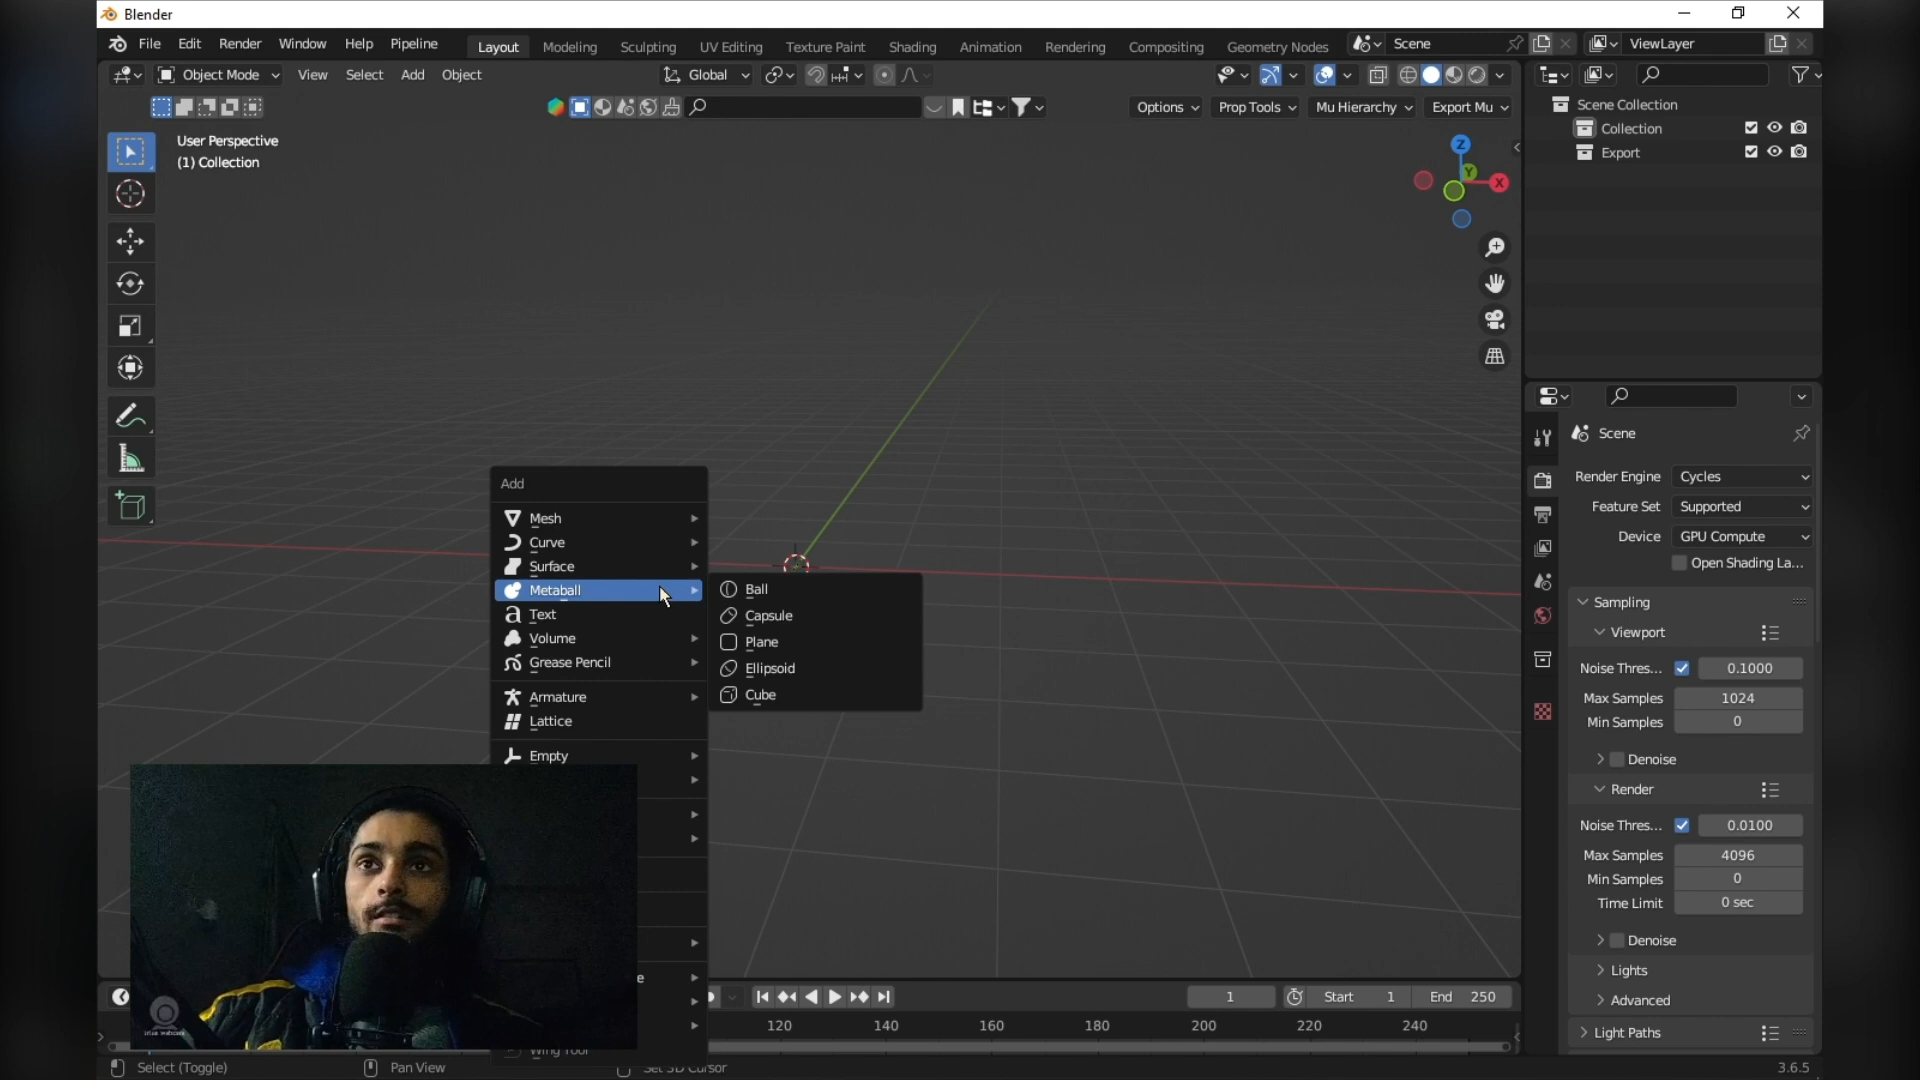 Blender
File Edit Render Window Help Pipeline Layout Modeling Sculpting UV Editing Texture Paint Shading Animation Rendering Compositing Geometry Nodes Scene ViewLayer
Object Mode View Select Add Object Global
Options Prop Tools Mu Hierarchy Export Mu
User Perspective
(1) Collection
Z
Y
X
Scene Collection
Collection
Export
Add
Mesh
Curve
Surface
Metaball
Text
Volume
Grease Pencil
Armature
Lattice
Empty
Ball
Capsule
Plane
Ellipsoid
Cube
Scene
Render Engine Cycles
Feature Set Supported
Device GPU Compute
Open Shading La...
Sampling
Viewport
Noise Thres... 0.1000
Max Samples 1024
Min Samples 0
Denoise
Render
Noise Thres... 0.0100
Max Samples 4096
Min Samples 0
Time Limit 0 sec
Denoise
Lights
Advanced
Light Paths
1 Start 1 End 250
120 140 160 180 200 220 240
Wing Tool
Select (Toggle) Pan View Set 3D Cursor 3.6.5